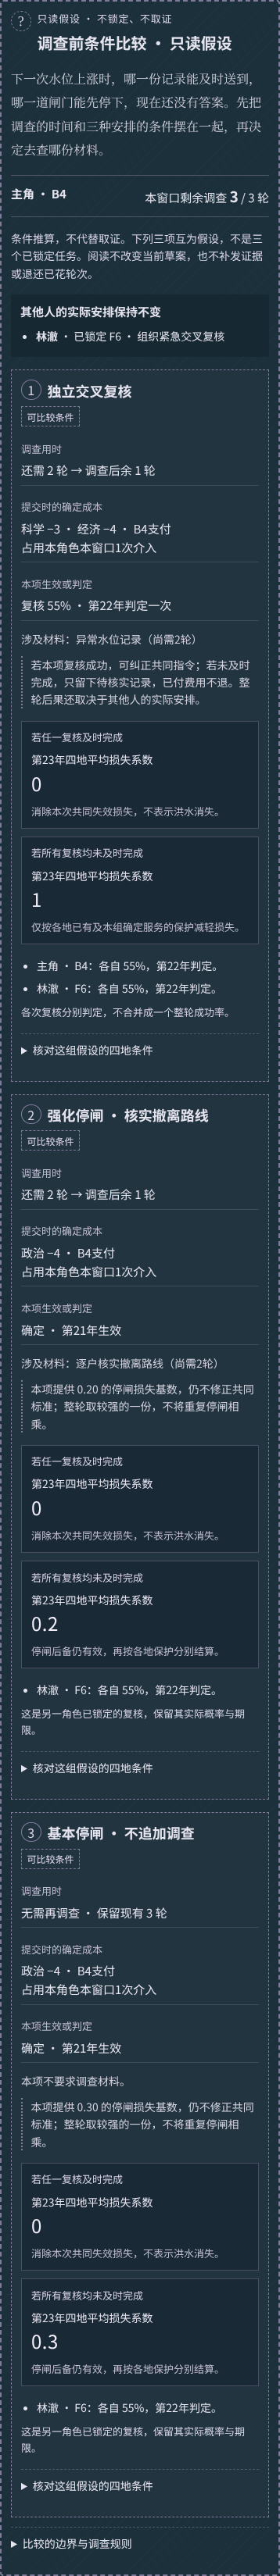 ? 只读假设 · 不锁定、不取证
调查前条件比较 · 只读假设
下一次水位上涨时，哪一份记录能及时送到，
哪一道闸门能先停下，现在还没有答案。先把
调查的时间和三种安排的条件摆在一起，再决
定去查哪份材料。
主角 · B4
本窗口剩余调查 3 / 3 轮
条件推算，不代替取证。下列三项互为假设，不是三
个已锁定任务。阅读不改变当前草案，也不补发证据
或退还已花轮次。
其他人的实际安排保持不变
• 林澈 · 已锁定 F6 · 组织紧急交叉复核
1 独立交叉复核
可比较条件
调查用时
还需 2 轮 → 调查后余 1 轮
提交时的确定成本
科学 −3 · 经济 −4 · B4支付
占用本角色本窗口1次介入
本项生效或判定
复核 55% · 第22年判定一次
涉及材料：异常水位记录（尚需2轮）
若本项复核成功，可纠正共同指令；若未及时
完成，只留下待核实记录，已付费用不退。整
轮后果还取决于其他人的实际安排。
若任一复核及时完成
第23年四地平均损失系数
0
消除本次共同失效损失，不表示洪水消失。
若所有复核均未及时完成
第23年四地平均损失系数
1
仅按各地已有及本组确定服务的保护减轻损失。
• 主角 · B4：各自 55%，第22年判定。
• 林澈 · F6：各自 55%，第22年判定。
各次复核分别判定，不合并成一个整轮成功率。
▶ 核对这组假设的四地条件
2 强化停闸 · 核实撤离路线
可比较条件
调查用时
还需 2 轮 → 调查后余 1 轮
提交时的确定成本
政治 −4 · B4支付
占用本角色本窗口1次介入
本项生效或判定
确定 · 第21年生效
涉及材料：逐户核实撤离路线（尚需2轮）
本项提供 0.20 的停闸损失基数，仍不修正共同
标准；整轮取较强的一份，不将重复停闸相
乘。
若任一复核及时完成
第23年四地平均损失系数
0
消除本次共同失效损失，不表示洪水消失。
若所有复核均未及时完成
第23年四地平均损失系数
0.2
停闸后备仍有效，再按各地保护分别结算。
• 林澈 · F6：各自 55%，第22年判定。
这是另一角色已锁定的复核，保留其实际概率与期
限。
▶ 核对这组假设的四地条件
3 基本停闸 · 不追加调查
可比较条件
调查用时
无需再调查 · 保留现有 3 轮
提交时的确定成本
政治 −4 · B4支付
占用本角色本窗口1次介入
本项生效或判定
确定 · 第21年生效
本项不要求调查材料。
本项提供 0.30 的停闸损失基数，仍不修正共同
标准；整轮取较强的一份，不将重复停闸相
乘。
若任一复核及时完成
第23年四地平均损失系数
0
消除本次共同失效损失，不表示洪水消失。
若所有复核均未及时完成
第23年四地平均损失系数
0.3
停闸后备仍有效，再按各地保护分别结算。
• 林澈 · F6：各自 55%，第22年判定。
这是另一角色已锁定的复核，保留其实际概率与期
限。
▶ 核对这组假设的四地条件
▶ 比较的边界与调查规则